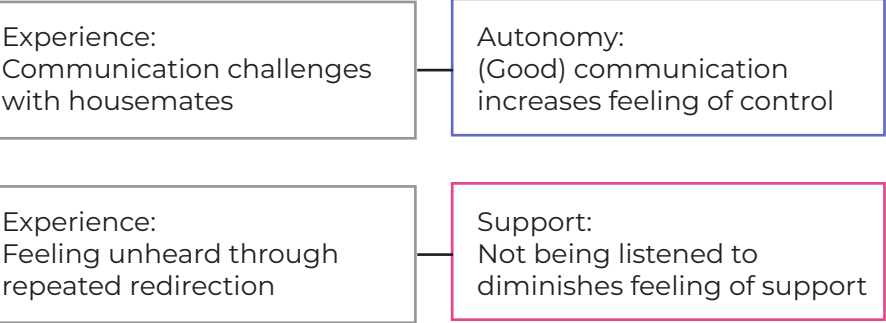 Experience:
Communication challenges
with housemates
Autonomy:
(Good) communication
increases feeling of control
Experience:
Feeling unheard through
repeated redirection
Support:
Not being listened to
diminishes feeling of support